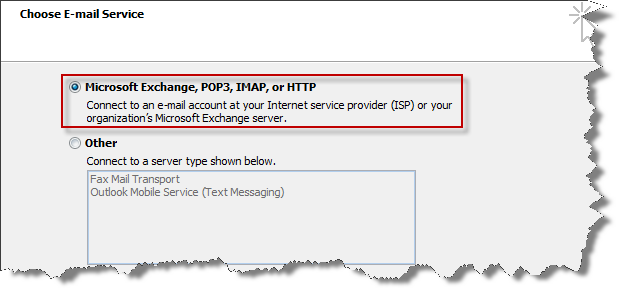 Choose E-mail Service
Microsoft Exchange, POP3, IMAP, or HTTP
Connect to an e-mail account at your Internet service provider (ISP) or your
organization's Microsoft Exchange server.
Other
Connect to a server type shown below.
Fax Mail Transport
Outlook Mobile Service (Text Messaging)